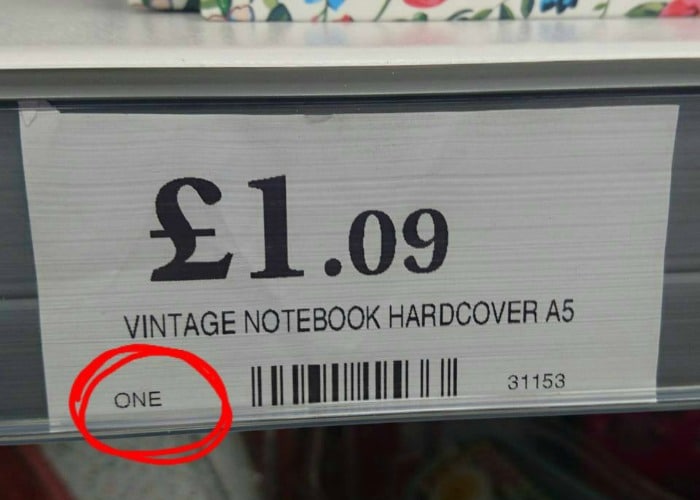 £1.09
VINTAGE NOTEBOOK HARDCOVER A5
ONE 31153